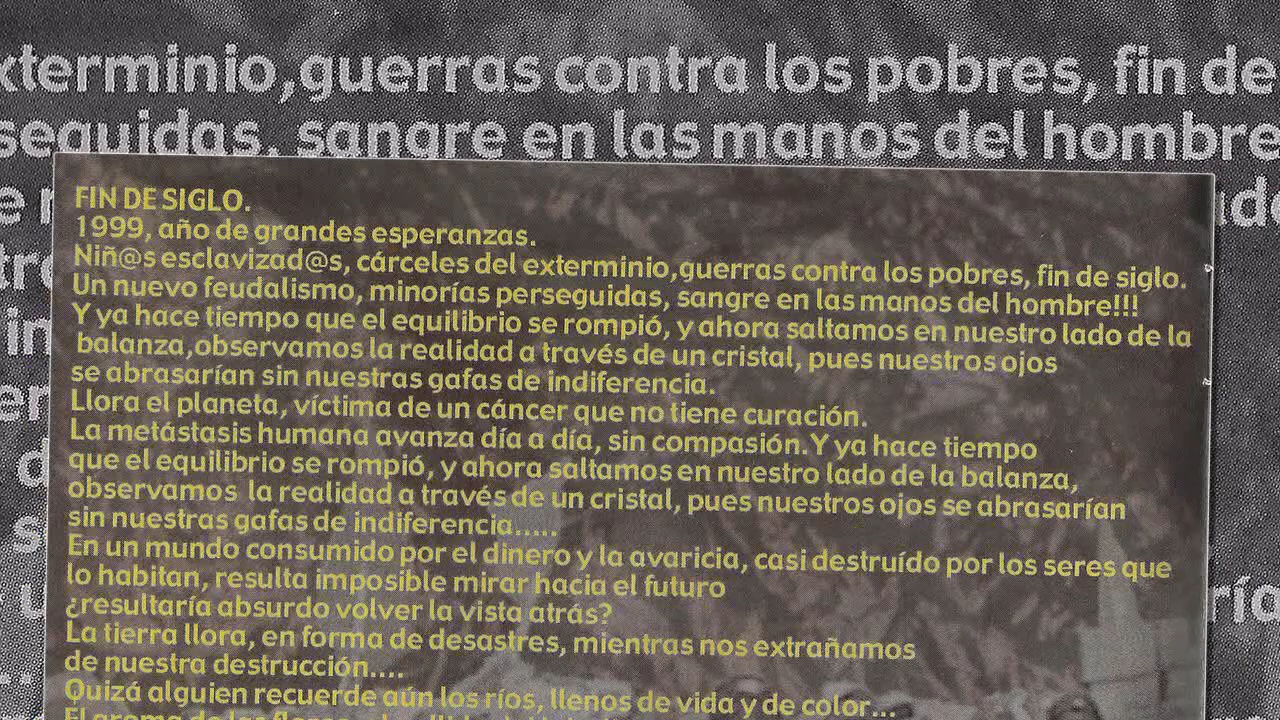 xterminio,guerras contra los pobres, fin de
seguidas, sangre en las manos del hombre
FIN DE SIGLO.
1999, año de grandes esperanzas.
Niñ@s esclavizad@s, cárceles del exterminio,guerras contra los pobres, fin de siglo.
Un nuevo feudalismo, minorías perseguidas, sangre en las manos del hombre!!!
Y ya hace tiempo que el equilibrio se rompió, y ahora saltamos en nuestro lado de la
balanza,observamos la realidad a través de un cristal, pues nuestros ojos
se abrasarían sin nuestras gafas de indiferencia.
Llora el planeta, víctima de un cáncer que no tiene curación.
La metástasis humana avanza día a día, sin compasión.Y ya hace tiempo
que el equilibrio se rompió, y ahora saltamos en nuestro lado de la balanza,
observamos la realidad a través de un cristal, pues nuestros ojos se abrasarían
sin nuestras gafas de indiferencia.....
En un mundo consumido por el dinero y la avaricia, casi destruído por los seres que
lo habitan, resulta imposible mirar hacia el futuro
¿resultaría absurdo volver la vista atrás?
La tierra llora, en forma de desastres, mientras nos extrañamos
de nuestra destrucción....
Quizá alguien recuerde aún los ríos, llenos de vida y de color...
El aroma de las flores